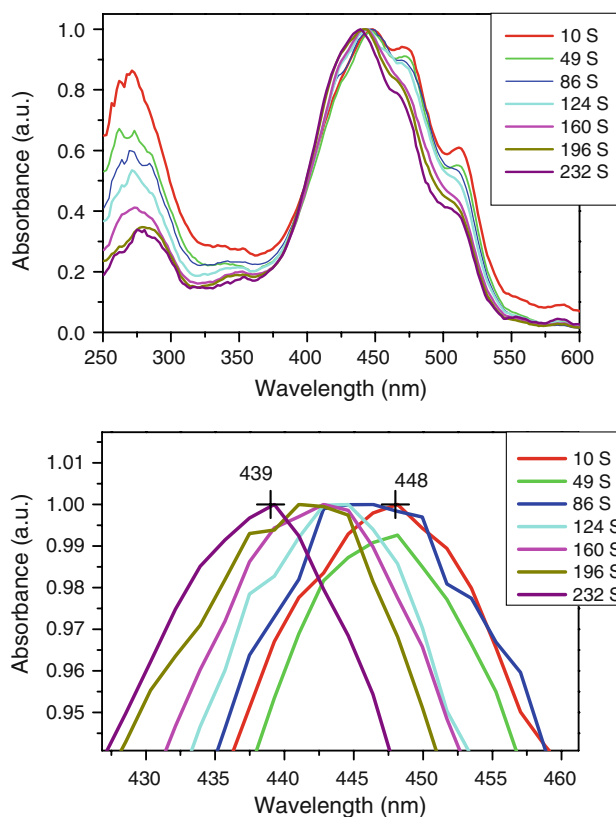 1.0
0.8
0.6
0.4
0.2
0.0
Absorbance (a.u.)
250 300 350 400 450 500 550 600
Wavelength (nm)
10 S
49 S
86 S
124 S
160 S
196 S
232 S
1.01
1.00
0.99
0.98
0.97
0.96
0.95
Absorbance (a.u.)
439
448
430 435 440 445 450 455 460
Wavelength (nm)
10 S
49 S
86 S
124 S
160 S
196 S
232 S